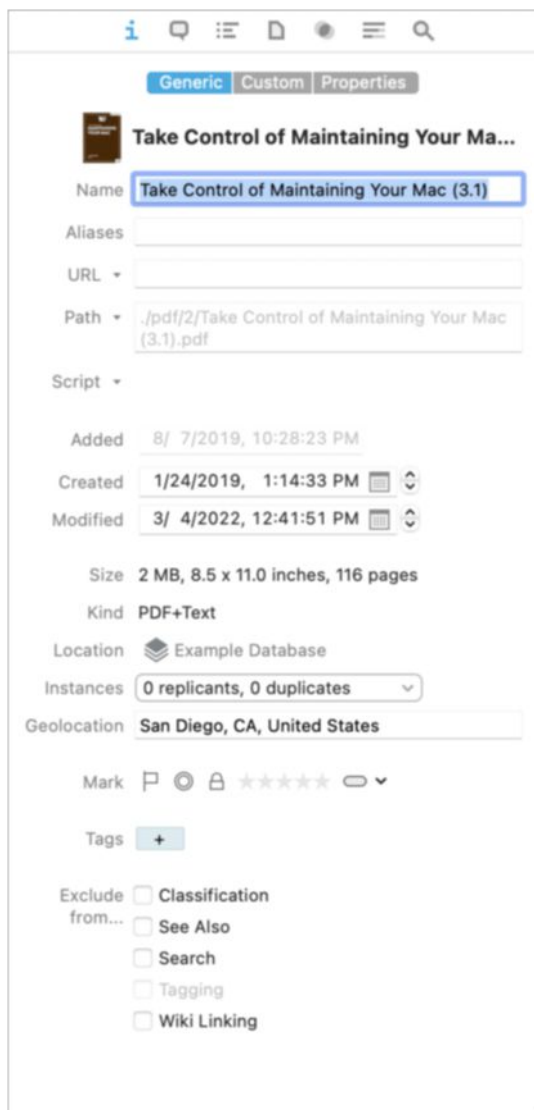 Generic Custom Properties
Take Control of Maintaining Your Ma...
Name Take Control of Maintaining Your Mac (3.1)
Aliases
URL
Path ./pdf/2/Take Control of Maintaining Your Mac
(3.1).pdf
Script
Added 8/ 7/2019, 10:28:23 PM
Created 1/24/2019, 1:14:33 PM
Modified 3/ 4/2022, 12:41:51 PM
Size 2 MB, 8.5 x 11.0 inches, 116 pages
Kind PDF+Text
Location Example Database
Instances 0 replicants, 0 duplicates
Geolocation San Diego, CA, United States
Mark
Tags +
Exclude Classification
from... See Also
Search
Tagging
Wiki Linking